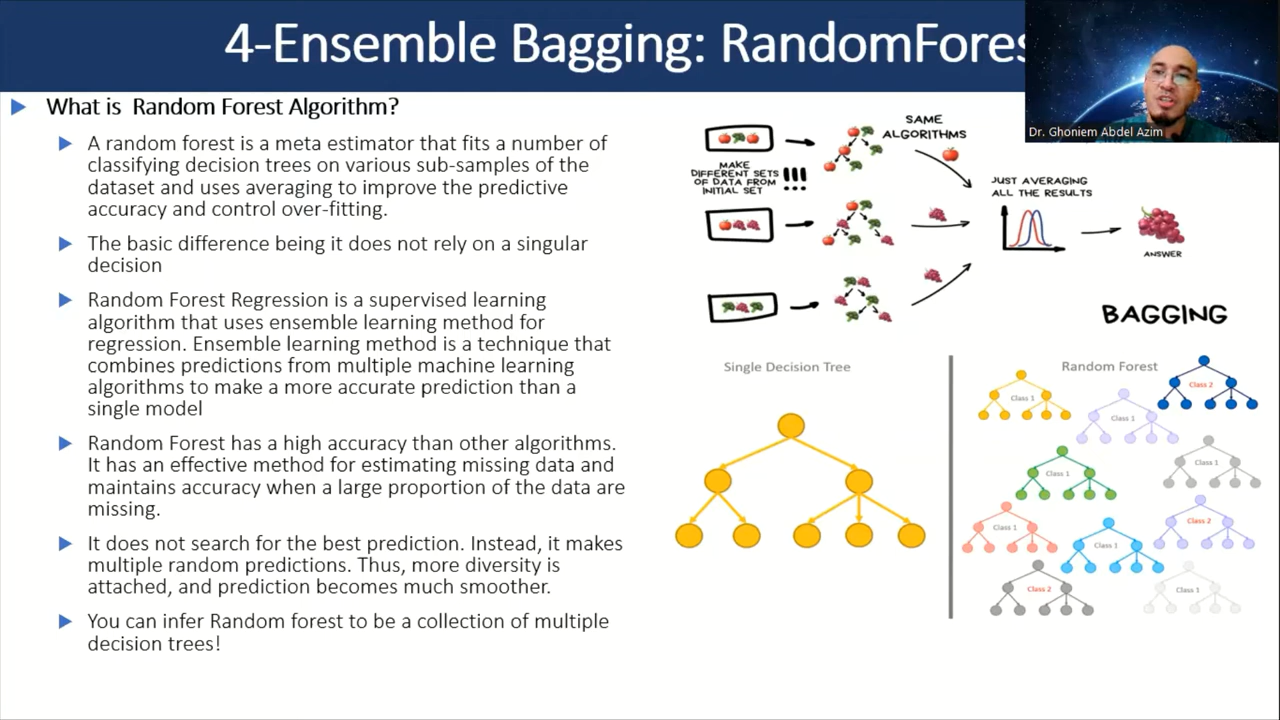 4-Ensemble Bagging: RandomFores
Dr. Ghoniem Abdel Azim
What is Random Forest Algorithm?
A random forest is a meta estimator that fits a number of
classifying decision trees on various sub-samples of the
dataset and uses averaging to improve the predictive
accuracy and control over-fitting.
The basic difference being it does not rely on a singular
decision
Random Forest Regression is a supervised learning
algorithm that uses ensemble learning method for
regression. Ensemble learning method is a technique that
combines predictions from multiple machine learning
algorithms to make a more accurate prediction than a
single model
Random Forest has a high accuracy than other algorithms.
It has an effective method for estimating missing data and
maintains accuracy when a large proportion of the data are
missing.
It does not search for the best prediction. Instead, it makes
multiple random predictions. Thus, more diversity is
attached, and prediction becomes much smoother.
You can infer Random forest to be a collection of multiple
decision trees!
SAME
ALGORITHMS
MAKE
DIFFERENT SETS
OF DATA FROM
INITIAL SET
!!!
JUST AVERAGING
ALL THE RESULTS
ANSWER
BAGGING
Single Decision Tree
Random Forest
Class 1
Class 2
Class 1
Class 1
Class 1
Class 1
Class 2
Class 1
Class 2
Class 1